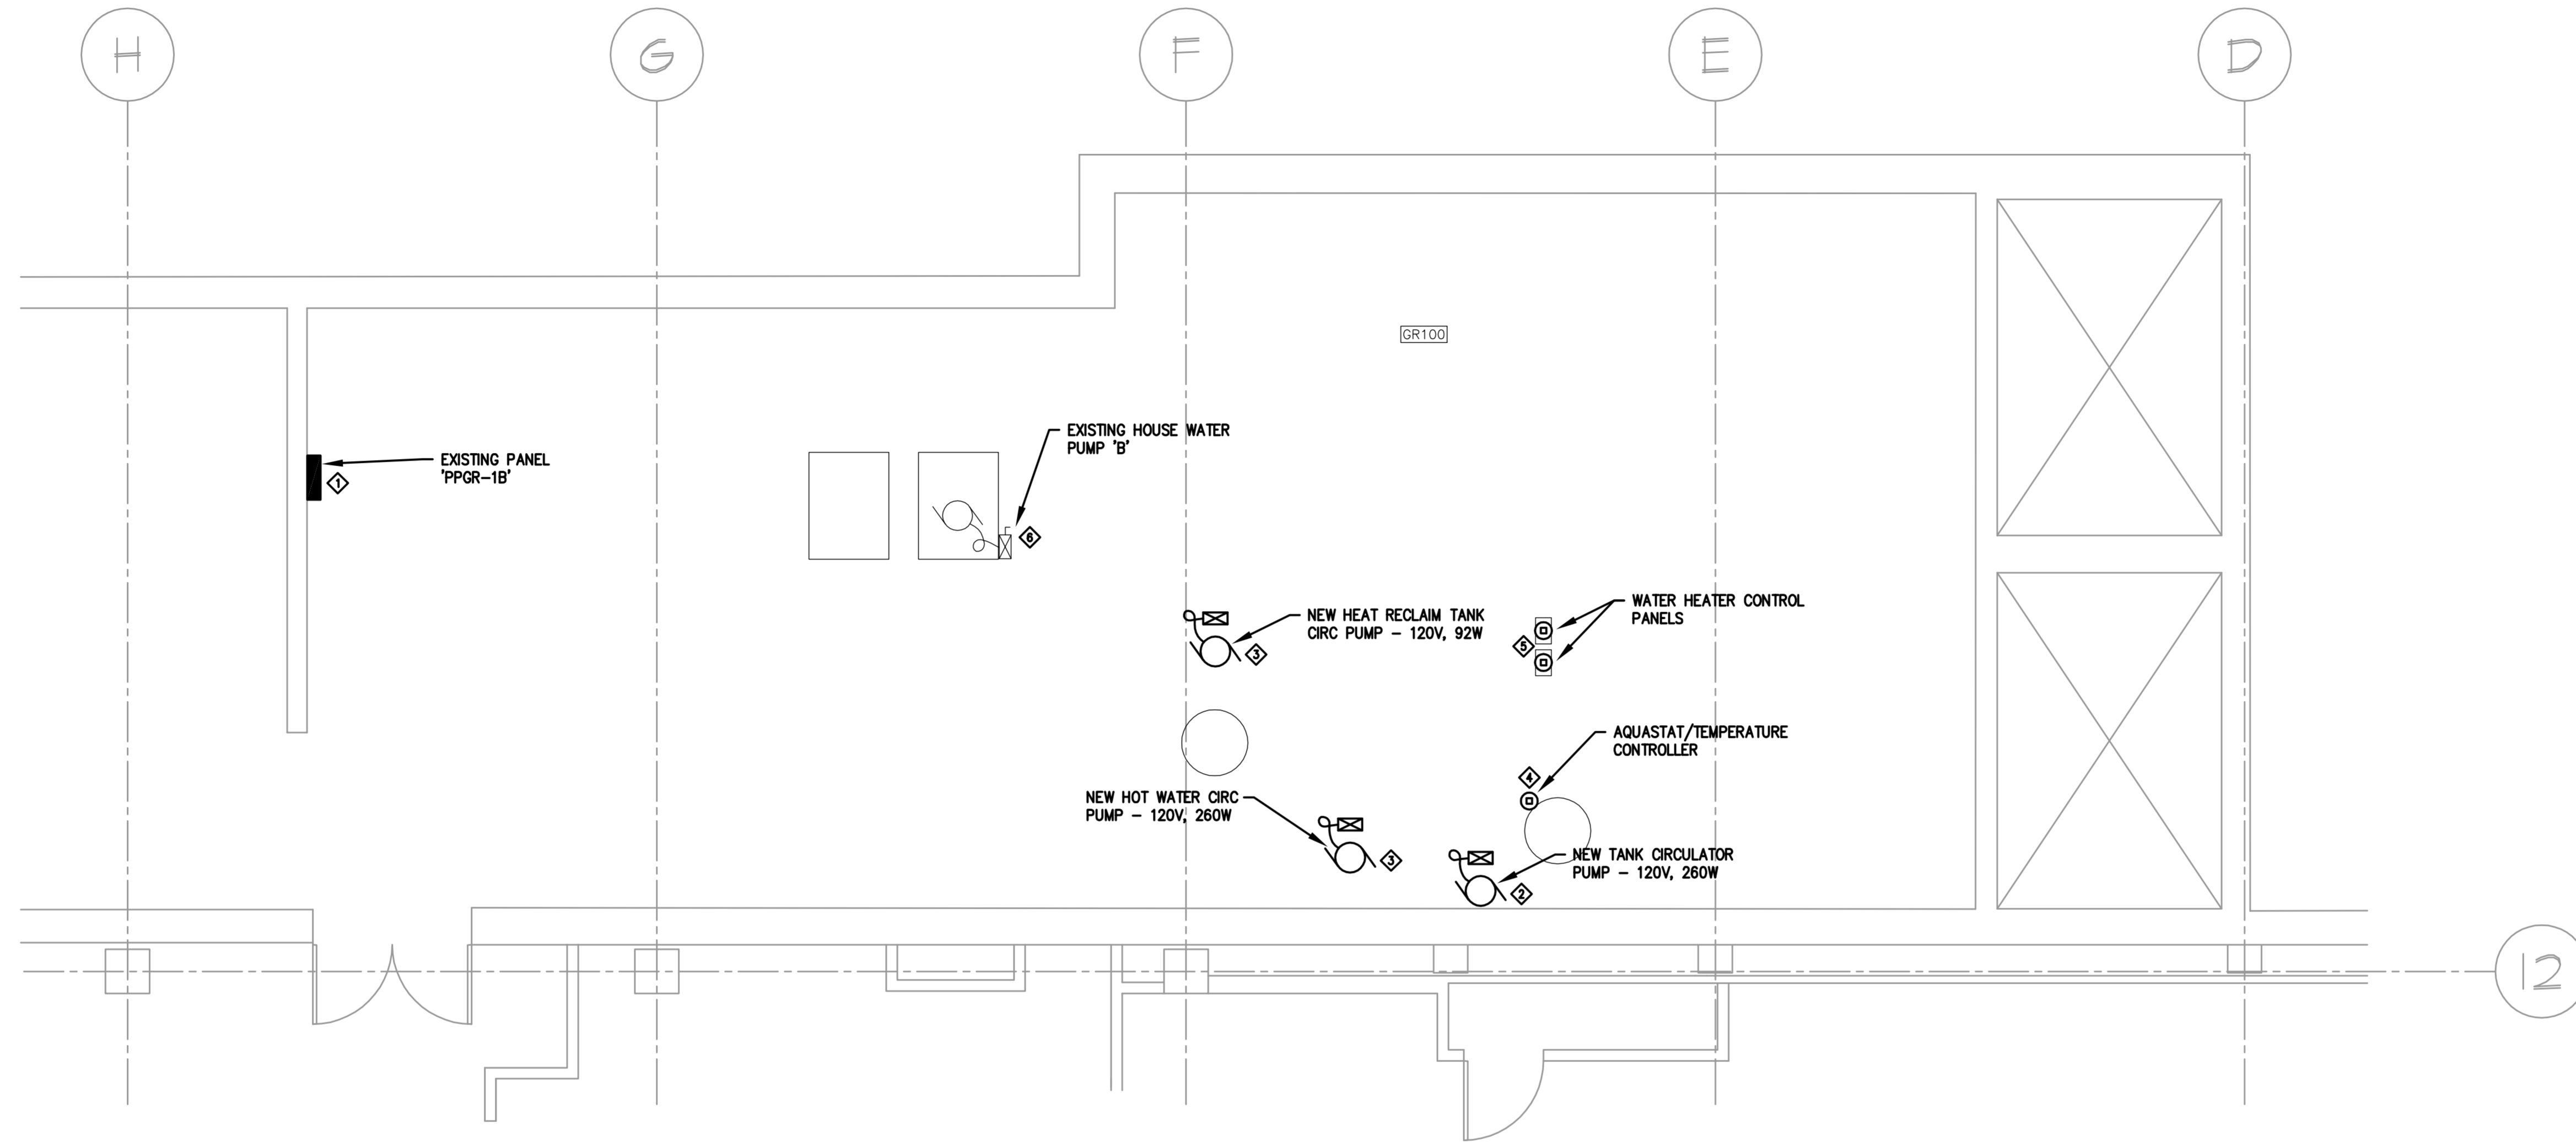 H
G
F
E
D
GR100
EXISTING HOUSE WATER
PUMP 'B'
EXISTING PANEL
'PPGR-1B'
1
6
NEW HEAT RECLAIM TANK
CIRC PUMP - 120V, 92W
3
WATER HEATER CONTROL
PANELS
5
AQUASTAT/TEMPERATURE
CONTROLLER
4
NEW HOT WATER CIRC
PUMP - 120V, 260W
3
NEW TANK CIRCULATOR
PUMP - 120V, 260W
2
12